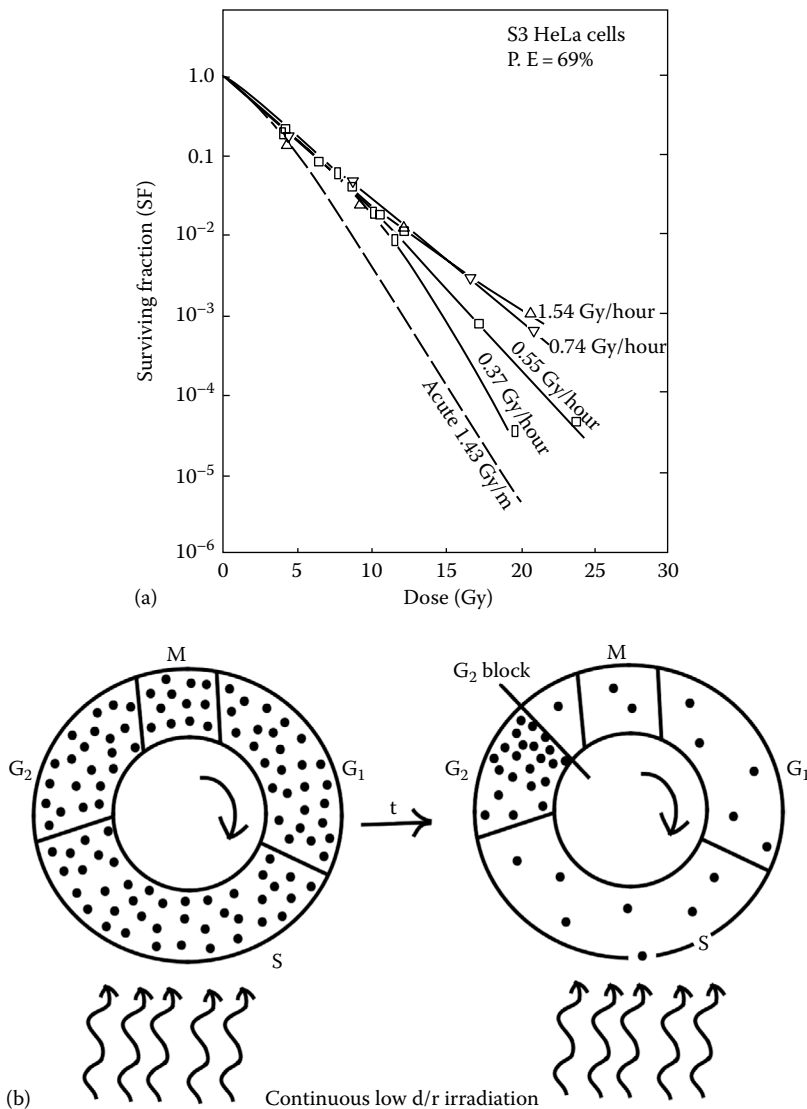 S3 HeLa cells
P. E = 69%
Surviving fraction (SF)
1.0
0.1
10⁻²
10⁻³
10⁻⁴
10⁻⁵
10⁻⁶
1.54 Gy/hour
0.74 Gy/hour
0.55 Gy/hour
0.37 Gy/hour
Acute 1.43 Gy/m
0 5 10 15 20 25 30
(a)
Dose (Gy)
M
G₂
G₁
S
t
G₂ block
M
G₂
G₁
S
(b)
Continuous low d/r irradiation